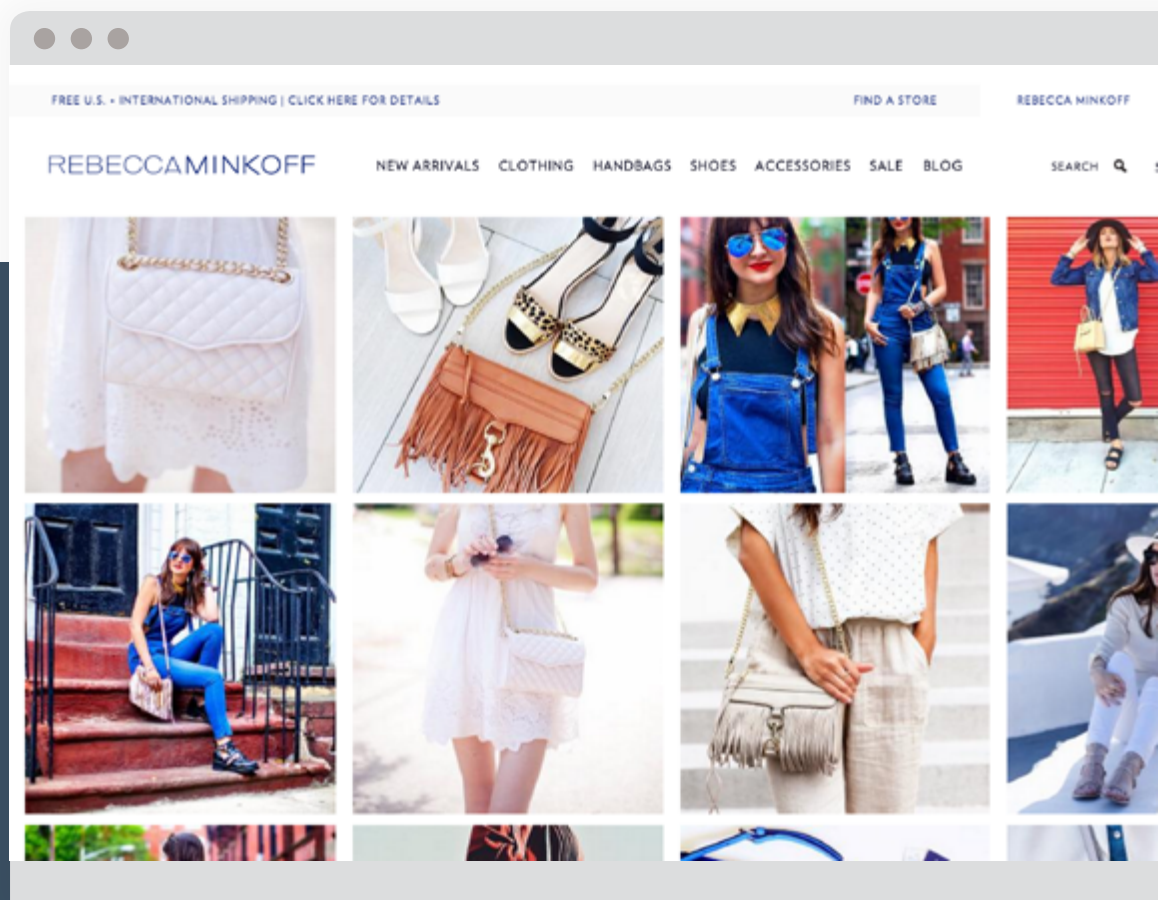 FREE U.S. + INTERNATIONAL SHIPPING | CLICK HERE FOR DETAILS
FIND A STORE
REBECCA MINKOFF
REBECCAMINKOFF
NEW ARRIVALS CLOTHING HANDBAGS SHOES ACCESSORIES SALE BLOG
SEARCH